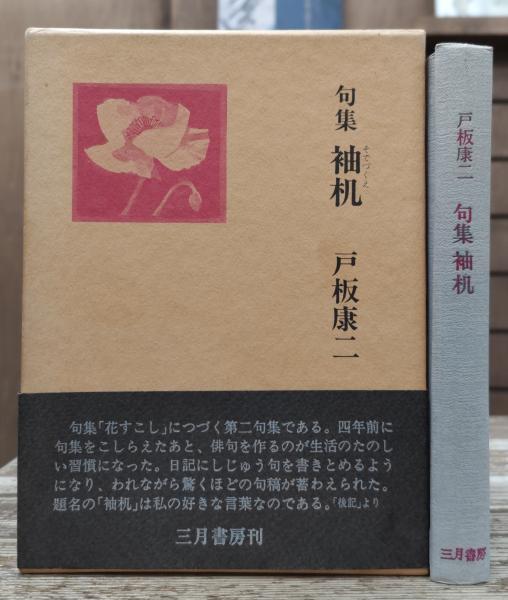 句集 袖机
そでづくえ
戸板康二
句集「花すこし」につづく第二句集である。四年前に
句集をこしらえたあと、俳句を作るのが生活のたのし
い習慣になった。日記にしじゅう句を書きとめるよう
になり、われながら驚くほどの句稿が蓄わえられた。
題名の「袖机」は私の好きな言葉なのである。「後記」より
三月書房刊
戸板康二 句集 袖机
三月書房